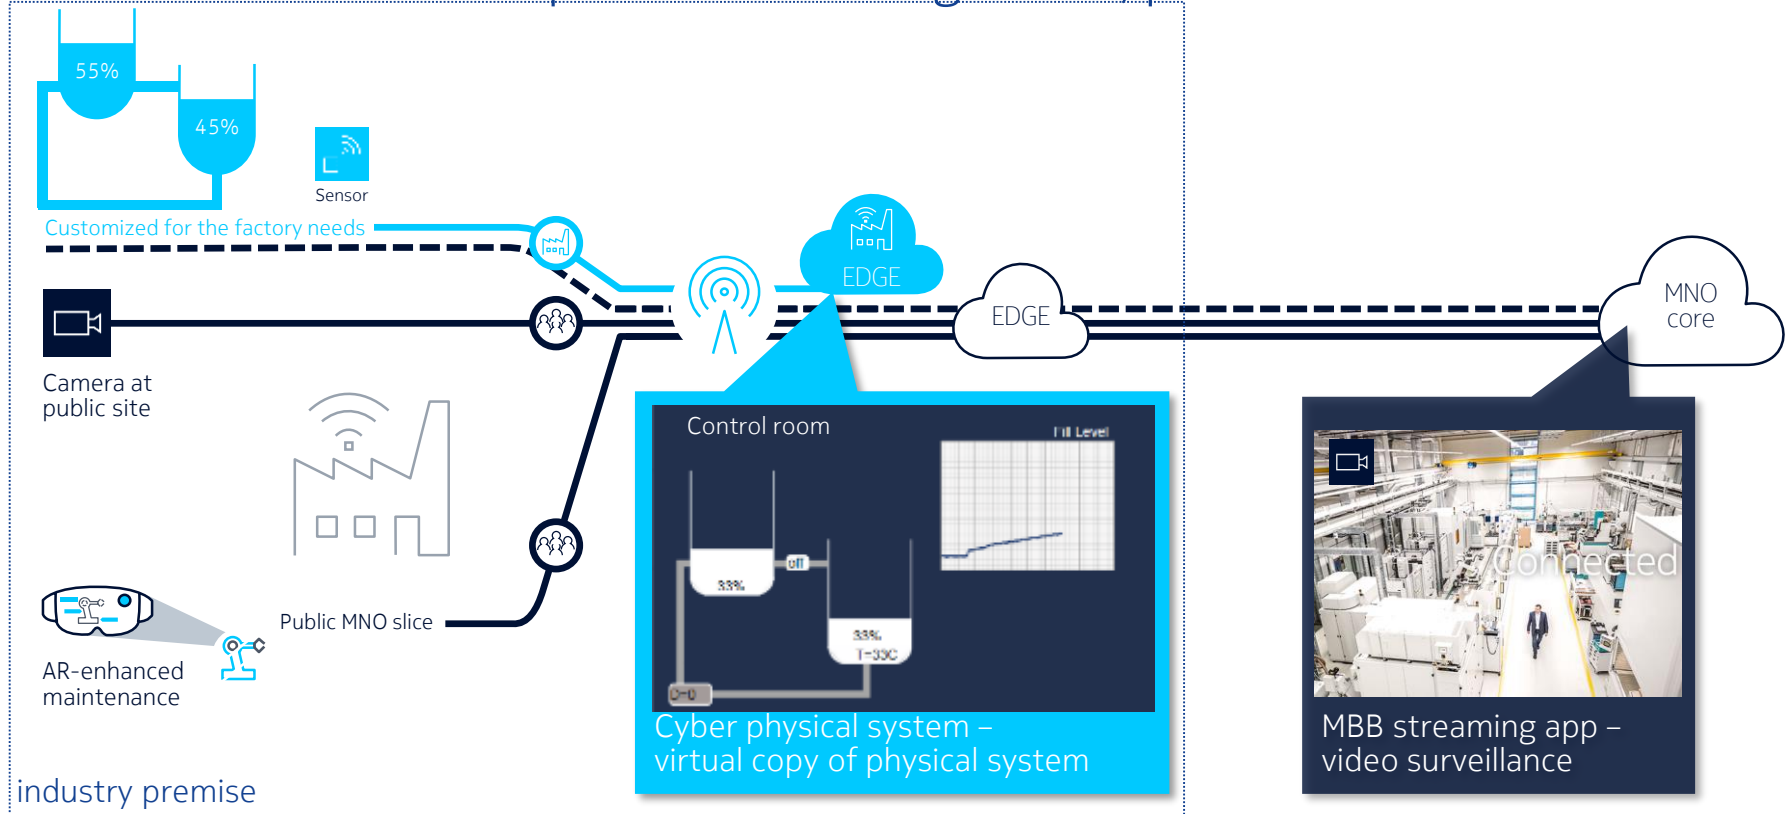 55%
45%
Sensor
Customized for the factory needs
EDGE
EDGE
MNO
core
Camera at
public site
Control room
Fill Level
off
33%
33%
T=33C
Connected
Public MNO slice
AR-enhanced
maintenance
Cyber physical system –
virtual copy of physical system
MBB streaming app –
video surveillance
industry premise